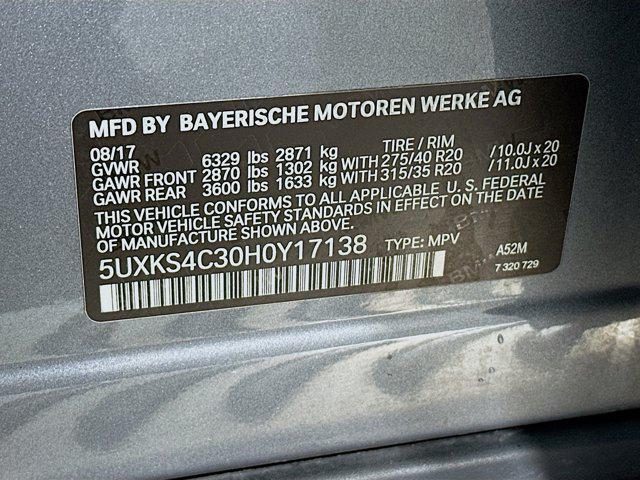 MFD BY BAYERISCHE MOTOREN WERKE AG
08/17 TIRE / RIM
GVWR 6329 lbs 2871 kg
GAWR FRONT 2870 lbs 1302 kg WITH 275/40 R20 /10.0J x 20
GAWR REAR 3600 lbs 1633 kg WITH 315/35 R20 /11.0J x 20
THIS VEHICLE CONFORMS TO ALL APPLICABLE U. S. FEDERAL
MOTOR VEHICLE SAFETY STANDARDS IN EFFECT ON THE
DATE OF MANUFACTURE SHOWN ABOVE.
5UXKS4C30H0Y17138 TYPE: MPV A52M
7 320 729